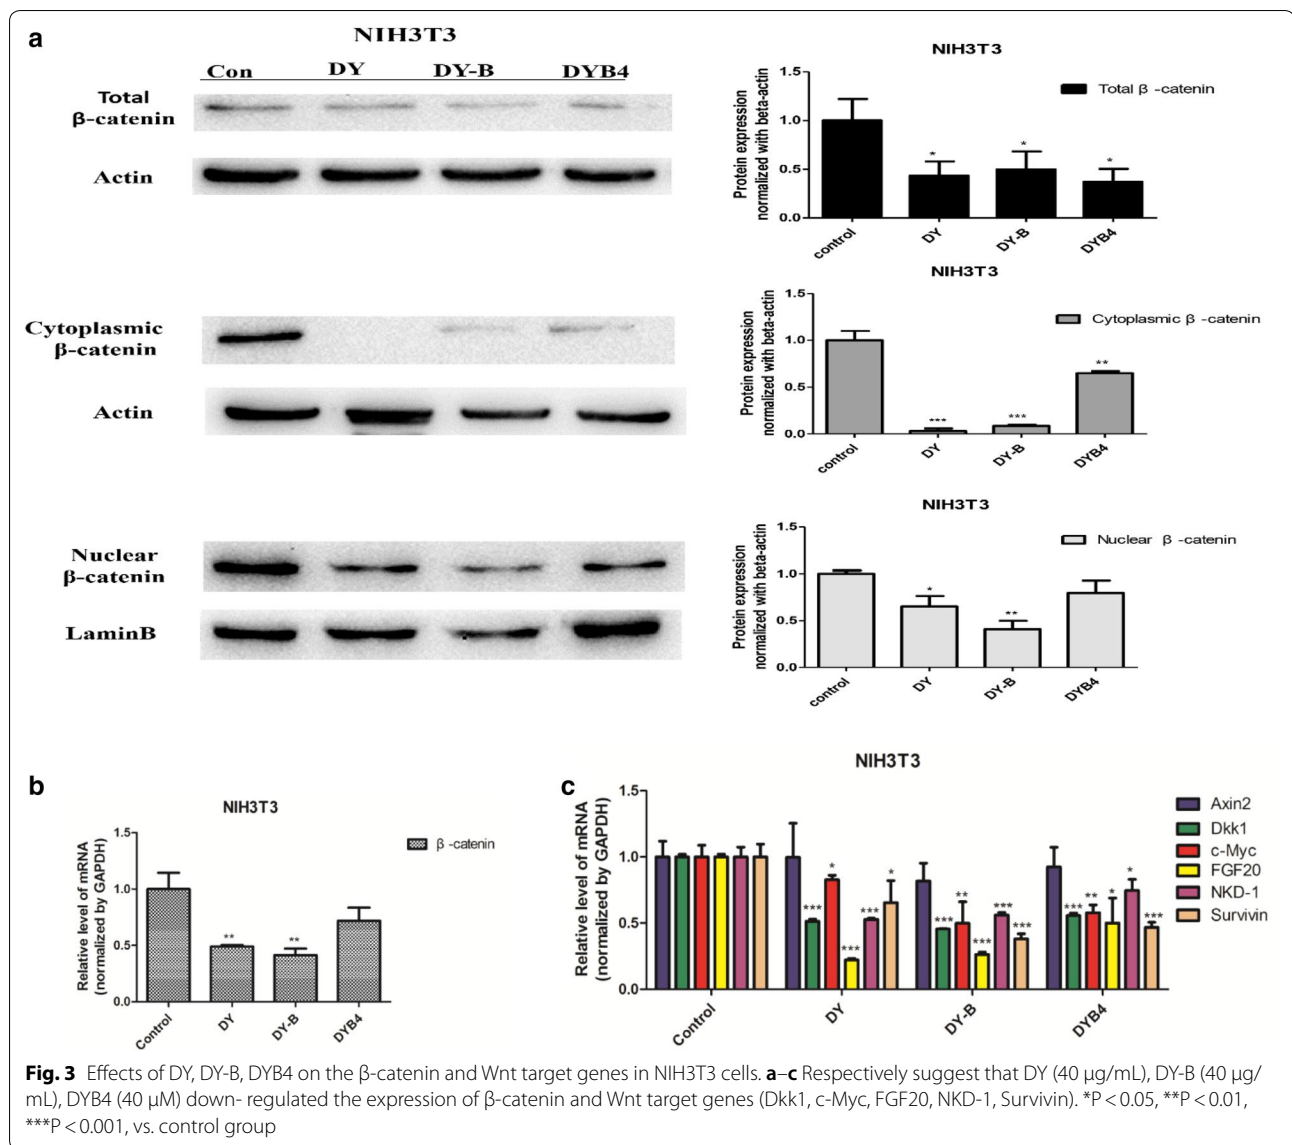 a
NIH3T3
Con DY DY-B DYB4
Total
β-catenin
Actin
Cytoplasmic
β-catenin
Actin
Nuclear
β-catenin
LaminB
NIH3T3
Protein expression
normalized with beta-actin
1.5
1.0
0.5
0.0
*
*
*
Total β -catenin
control DY DY-B DYB4
NIH3T3
Protein expression
normalized with beta-actin
1.5
1.0
0.5
0.0
***
***
**
Cytoplasmic β -catenin
control DY DY-B DYB4
NIH3T3
Protein expression
normalized with beta-actin
1.5
1.0
0.5
0.0
*
**
Nuclear β -catenin
control DY DY-B DYB4
b
NIH3T3
Relative level of mRNA
(normalized by GAPDH)
1.5
1.0
0.5
0.0
**
**
β -catenin
Control DY DY-B DYB4
c
NIH3T3
Relative level of mRNA
(normalized by GAPDH)
1.5
1.0
0.5
0.0
*** * *** *** *
*** ** *** *** ***
*** ** * * ***
Axin2
Dkk1
c-Myc
FGF20
NKD-1
Survivin
Control DY DY-B DYB4
Fig. 3 Effects of DY, DY-B, DYB4 on the β-catenin and Wnt target genes in NIH3T3 cells. a–c Respectively suggest that DY (40 μg/mL), DY-B (40 μg/
mL), DYB4 (40 μM) down- regulated the expression of β-catenin and Wnt target genes (Dkk1, c-Myc, FGF20, NKD-1, Survivin). *P < 0.05, **P < 0.01,
***P < 0.001, vs. control group